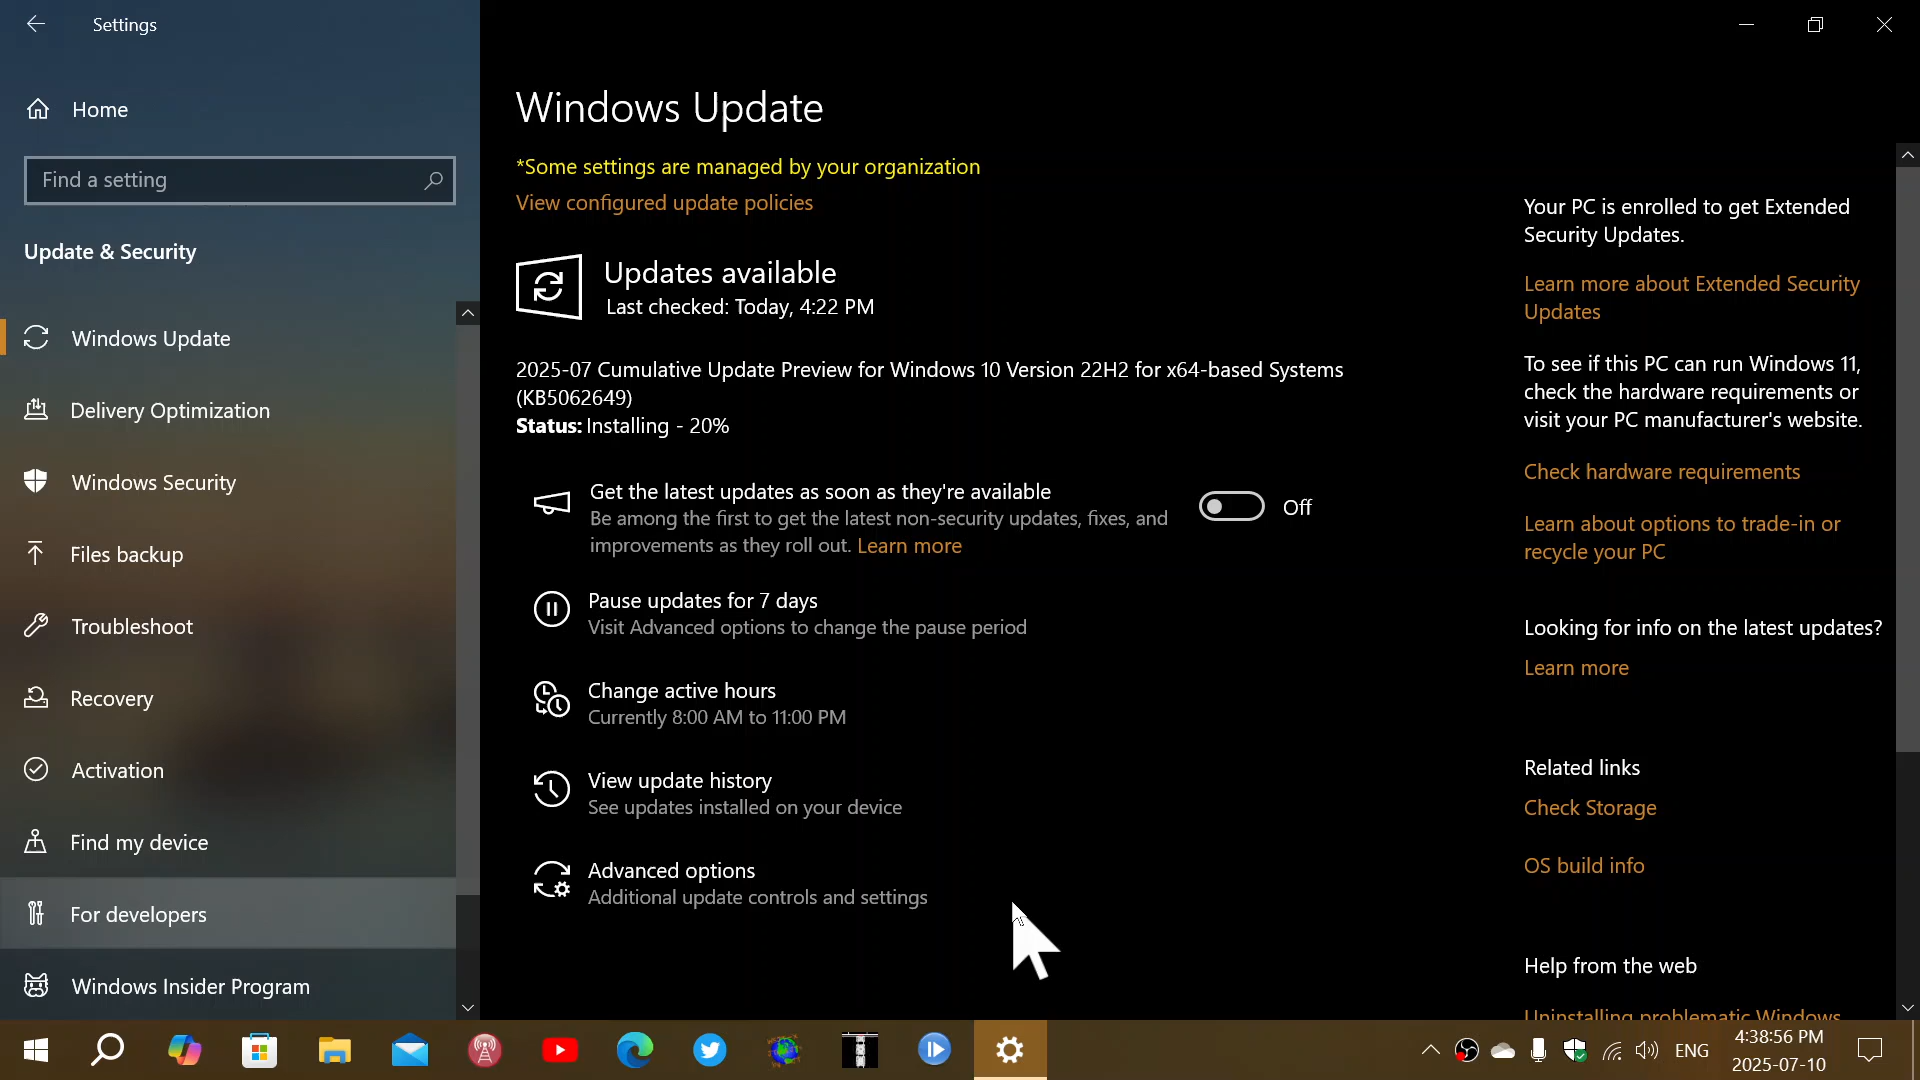 Settings
Home
Find a setting
Update & Security
Windows Update
Delivery Optimization
Windows Security
Files backup
Troubleshoot
Recovery
Activation
Find my device
For developers
Windows Insider Program
Windows Update
*Some settings are managed by your organization
View configured update policies
Updates available
Last checked: Today, 4:22 PM
2025-07 Cumulative Update Preview for Windows 10 Version 22H2 for x64-based Systems
(KB5062649)
Status: Installing - 20%
Get the latest updates as soon as they're available
Be among the first to get the latest non-security updates, fixes, and
improvements as they roll out. Learn more
Off
Pause updates for 7 days
Visit Advanced options to change the pause period
Change active hours
Currently 8:00 AM to 11:00 PM
View update history
See updates installed on your device
Advanced options
Additional update controls and settings
Your PC is enrolled to get Extended
Security Updates.
Learn more about Extended Security
Updates
To see if this PC can run Windows 11,
check the hardware requirements or
visit your PC manufacturer's website.
Check hardware requirements
Learn about options to trade-in or
recycle your PC
Looking for info on the latest updates?
Learn more
Related links
Check Storage
OS build info
Help from the web
Uninstalling problematic Windows
ENG
4:38:56 PM
2025-07-10